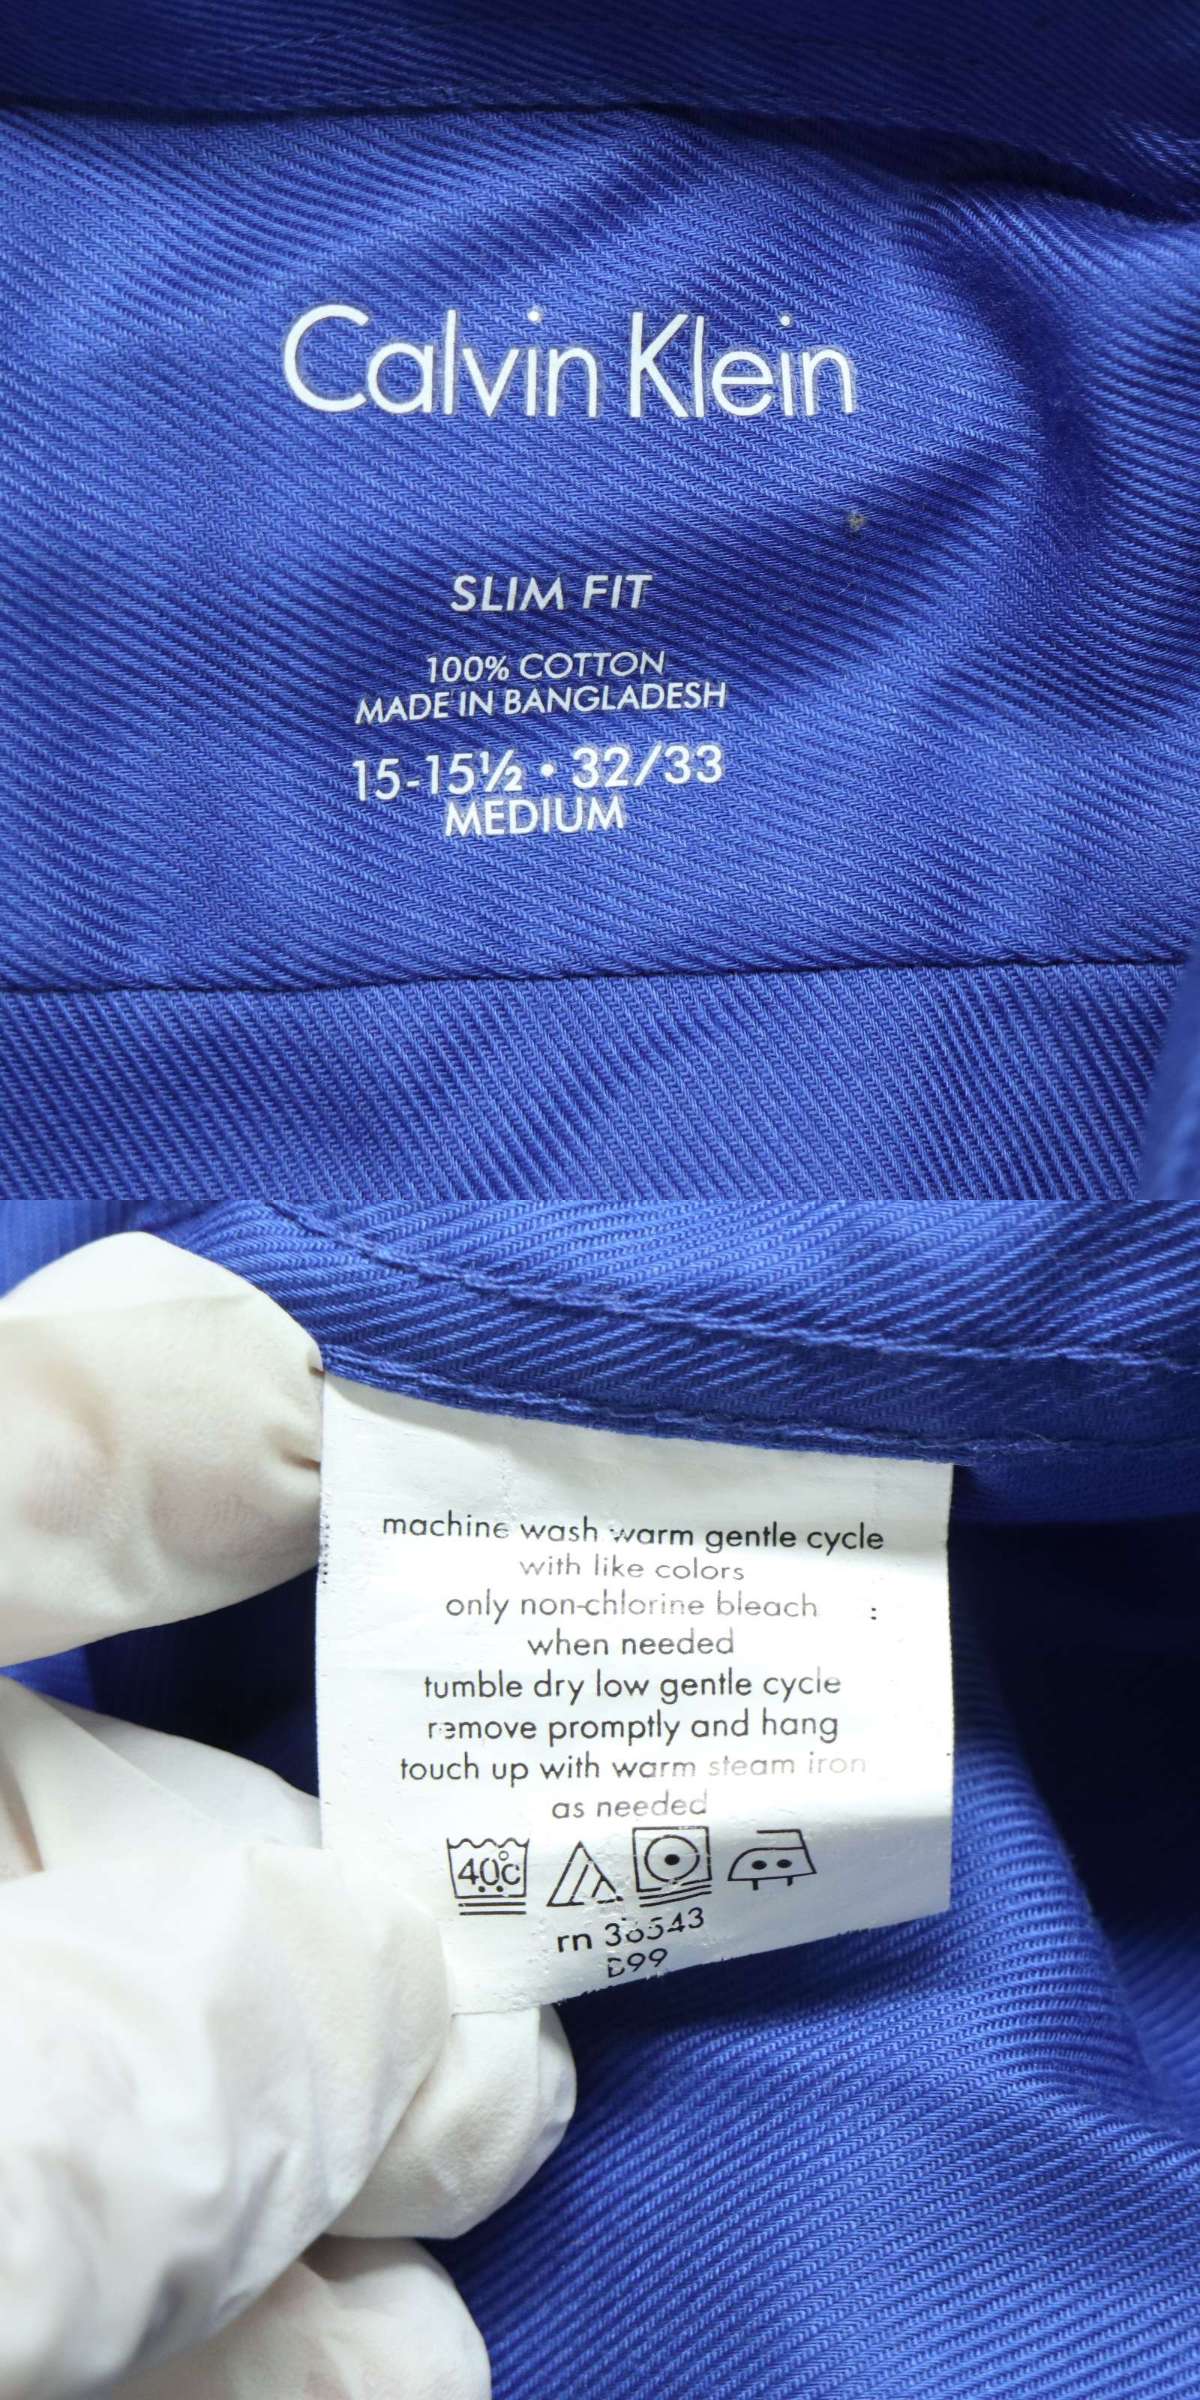 Calvin Klein
SLIM FIT
100% COTTON
MADE IN BANGLADESH
15-15½ • 32/33
MEDIUM
machine wash warm gentle cycle
with like colors
only non-chlorine bleach :
when needed
tumble dry low gentle cycle
remove promptly and hang
touch up with warm steam iron
as needed
40°C
rn 36543